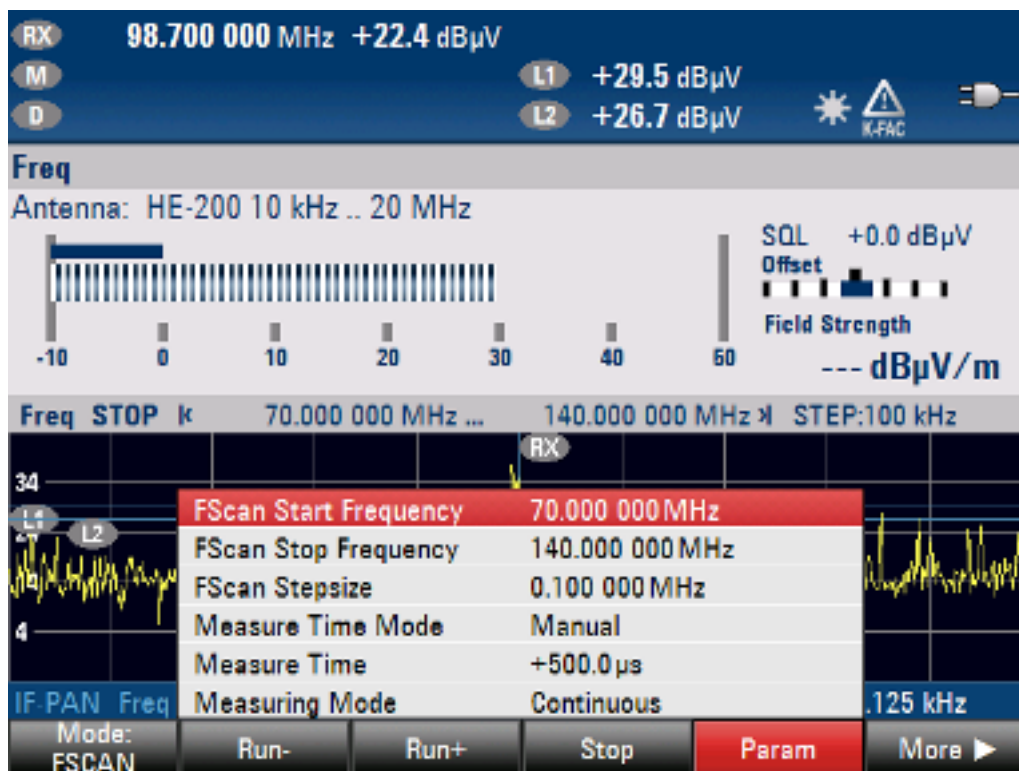 RX 98.700 000 MHz +22.4 dBµV
M L1 +29.5 dBµV
D L2 +26.7 dBµV
K-FAC
Freq
Antenna: HE-200 10 kHz .. 20 MHz
SQL +0.0 dBµV
Offset
Field Strength
-10 0 10 20 30 40 60
--- dBµV/m
Freq STOP 70.000 000 MHz ... 140.000 000 MHz STEP:100 kHz
RX
34
L1
L2
4
FScan Start Frequency 70.000 000 MHz
FScan Stop Frequency 140.000 000 MHz
FScan Stepsize 0.100 000 MHz
Measure Time Mode Manual
Measure Time +500.0 µs
Measuring Mode Continuous
IF-PAN Freq .125 kHz
Mode: FSCAN
Run- Run+ Stop Param More